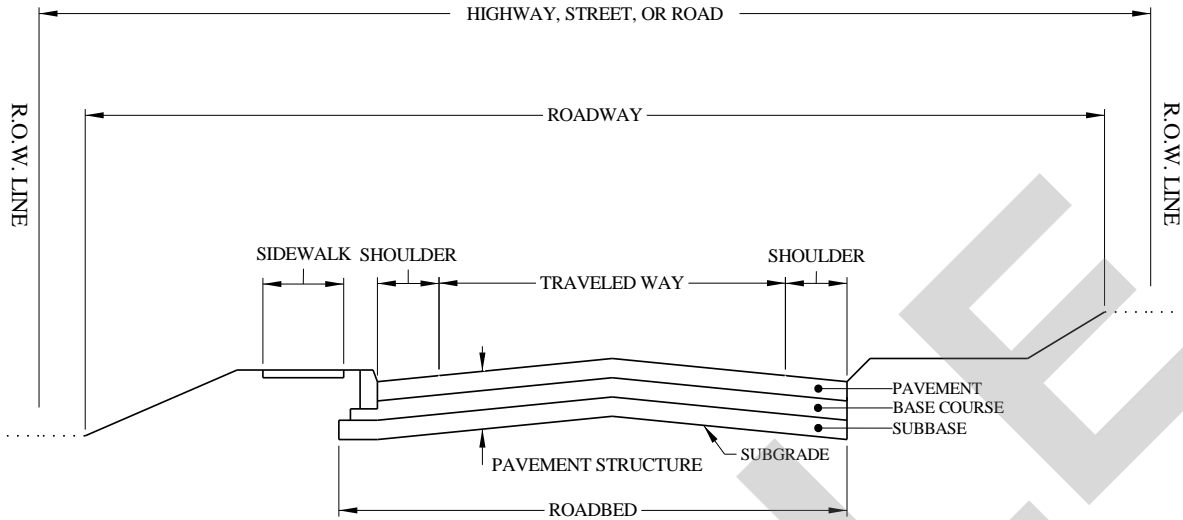 HIGHWAY, STREET, OR ROAD
R.O.W. LINE
R.O.W. LINE
ROADWAY
SIDEWALK
SHOULDER
SHOULDER
TRAVELED WAY
PAVEMENT
BASE COURSE
SUBBASE
SUBGRADE
PAVEMENT STRUCTURE
ROADBED